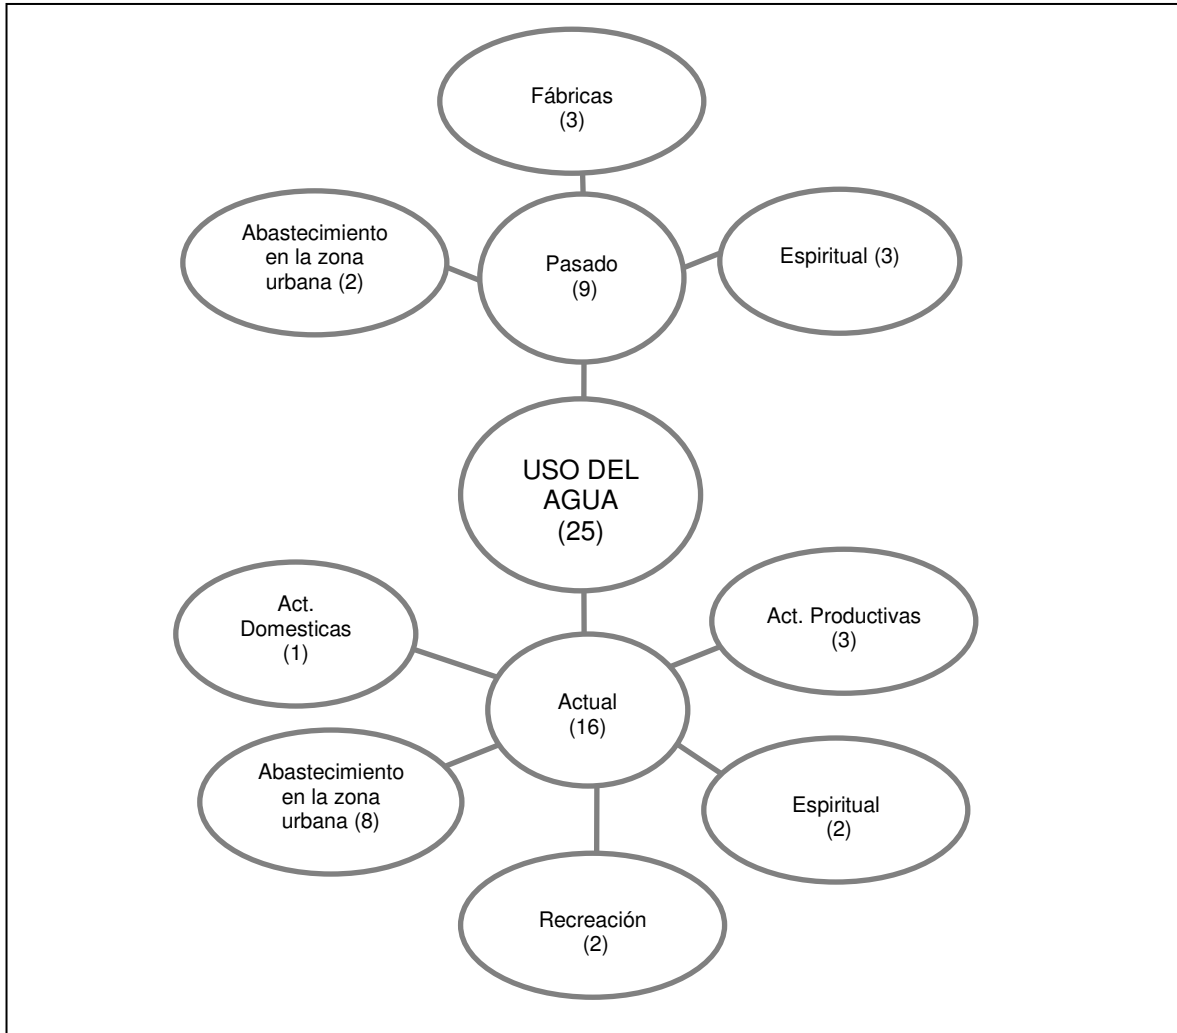 Fábricas
(3)
Abastecimiento
en la zona
urbana (2)
Pasado
(9)
Espiritual (3)
USO DEL
AGUA
(25)
Act.
Domesticas
(1)
Act. Productivas
(3)
Actual
(16)
Abastecimiento
en la zona
urbana (8)
Espiritual
(2)
Recreación
(2)